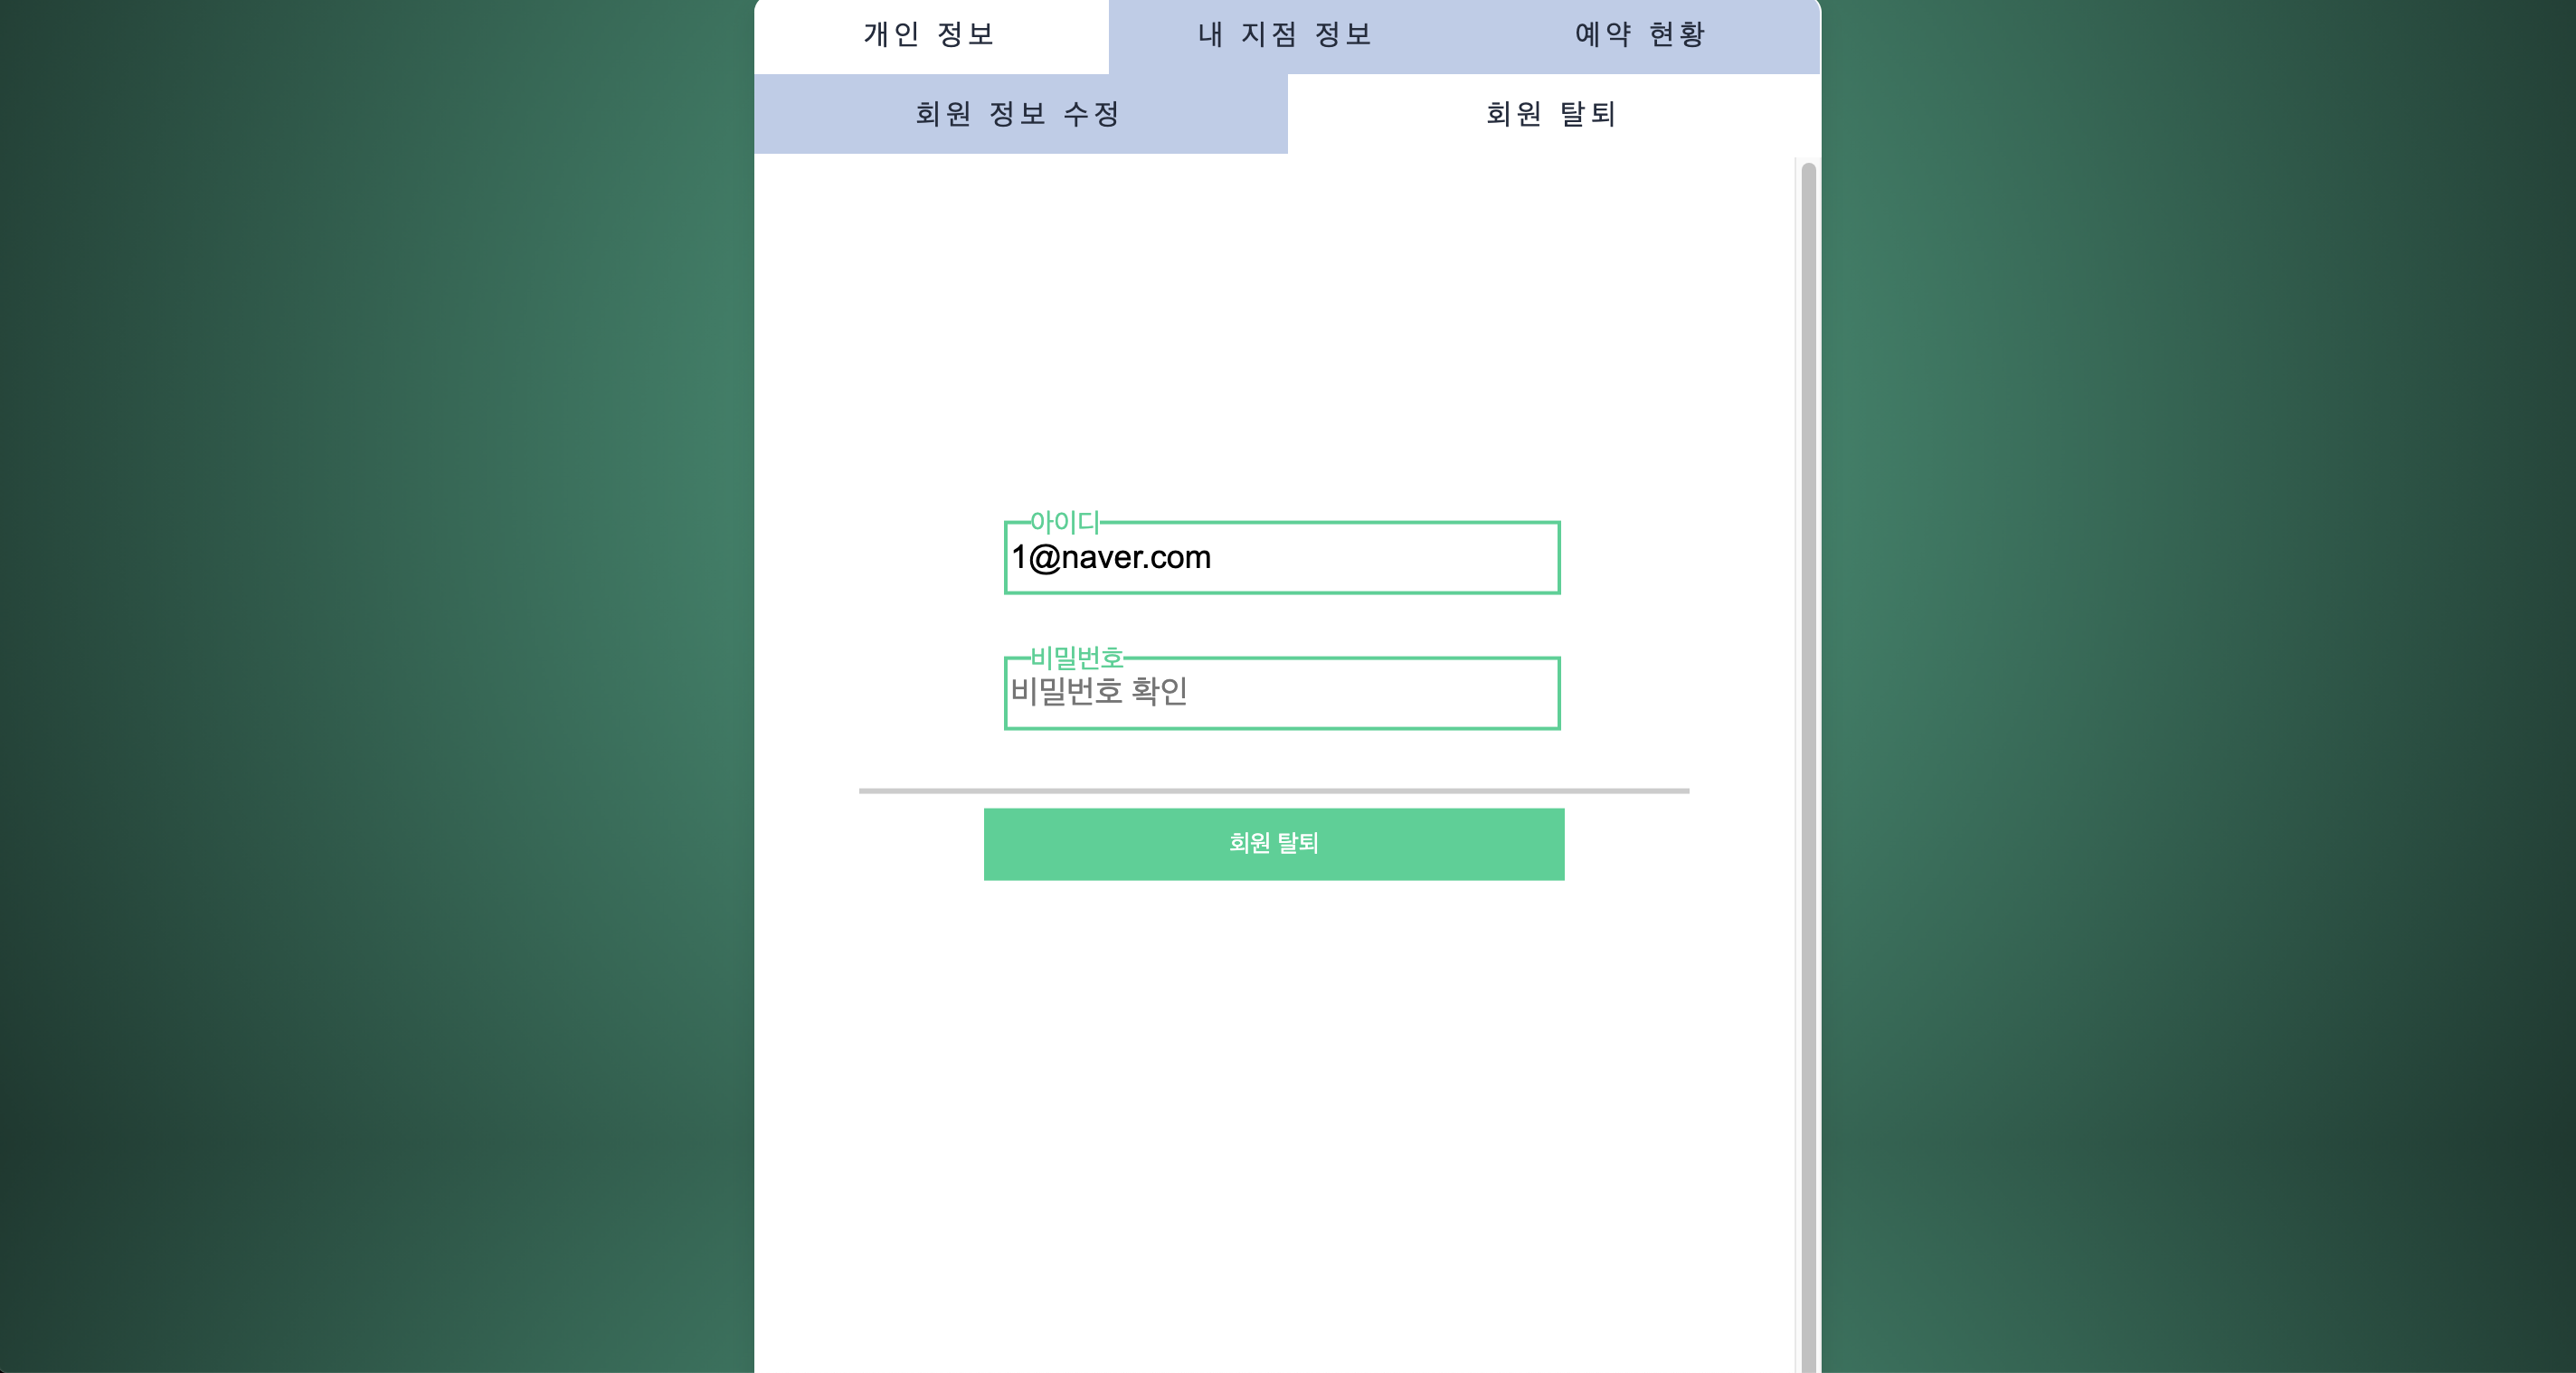 개인 정보 내 지점 정보 예약 현황
회원 정보 수정 회원 탈퇴
아이디
1@naver.com
비밀번호
비밀번호 확인
회원 탈퇴